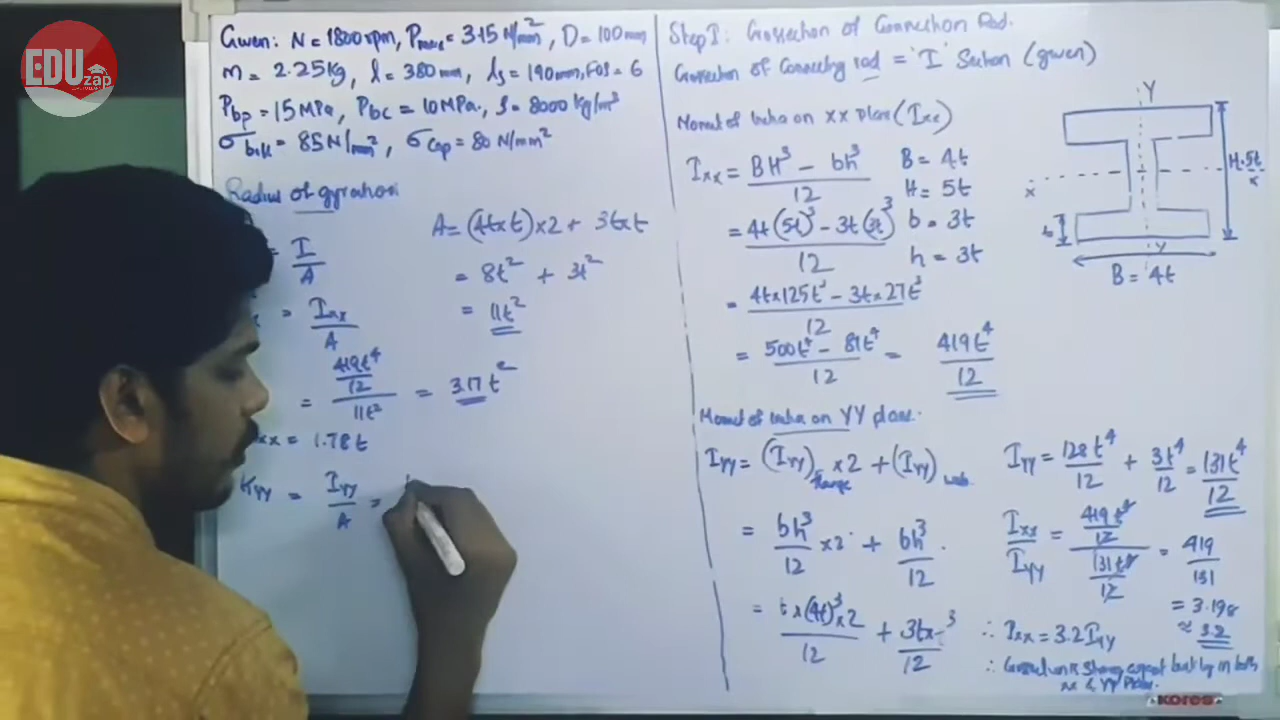 EDU
zap
Given: N = 1800 rpm, Pmax = 3.15 N/mm², D = 100 mm
m = 2.25 kg, l = 380 mm, ls = 190 mm, FOS = 6
Pbp = 15 MPa, Pbc = 10 MPa, ρ = 8000 kg/m³
σbolt = 85 N/mm², σcap = 80 N/mm²
Radius of gyration
= I/A
A = (4t×t)×2 + 3t×t
= 8t² + 3t²
= 11t²
= Ixx/A
= (419t⁴/12)/11t² = 3.17 t²
xx = 1.78t
Kyy = Iyy/A =
Step I: Crossection of Connection Rod.
Crossection of Connecting rod = 'I' Section (given)
Moment of Inertia on xx plane (Ixx)
Ixx = (BH³ - bh³)/12
B = 4t
H = 5t
= (4t(5t)³ - 3t(3t)³)/12
b = 3t
h = 3t
= (4t×125t³ - 3t×27t³)/12
= (500t⁴ - 81t⁴)/12 = 419t⁴/12
Y
H=5t
x
x
t
Y
B = 4t
Moment of Inertia on YY plane.
Iyy = (Iyy)flange ×2 + (Iyy)web
= bh³/12 ×2 + bh³/12
= (t×(4t)³×2)/12 + 3t× ³/12
Iyy = 128t⁴/12 + 3t⁴/12 = 131t⁴/12
Ixx/Iyy = (419t⁴/12)/(131t⁴/12) = 419/131
= 3.198
≈ 3.2
∴ Ixx = 3.2 Iyy
∴ Crossection is Strong against buckling in both
xx & YY Plane.
KORES